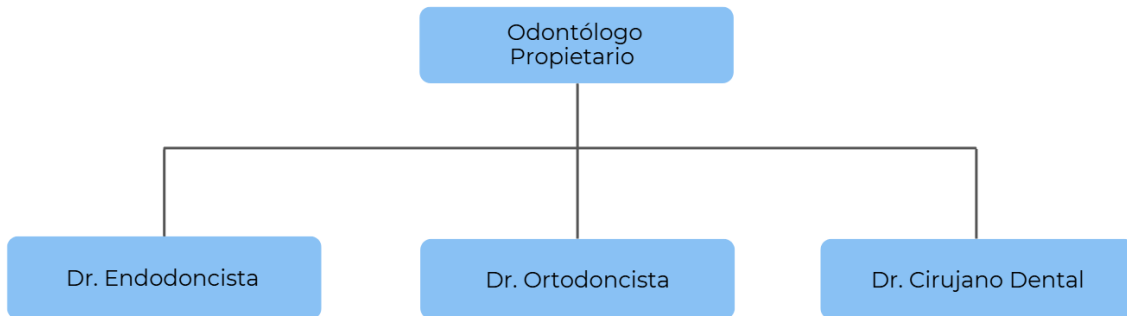 Odontólogo
Propietario
Dr. Endodoncista
Dr. Ortodoncista
Dr. Cirujano Dental